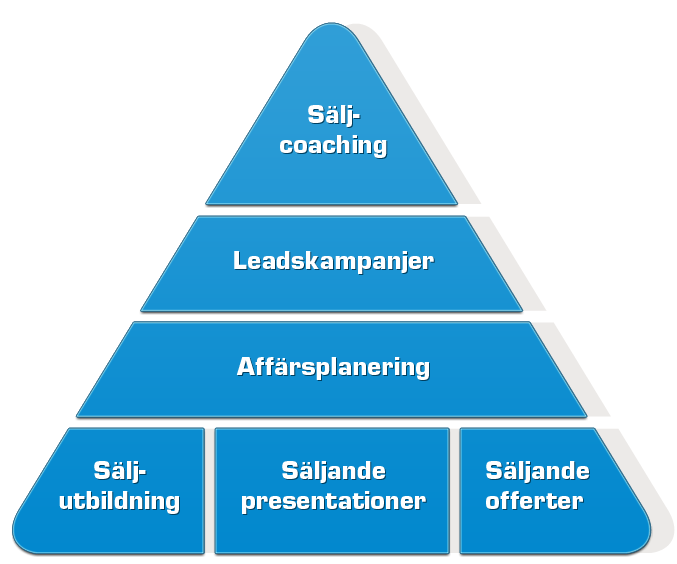 Sälj-
coaching
Leadskampanjer
Affärsplanering
Sälj-
utbildning
Säljande
presentationer
Säljande
offerter